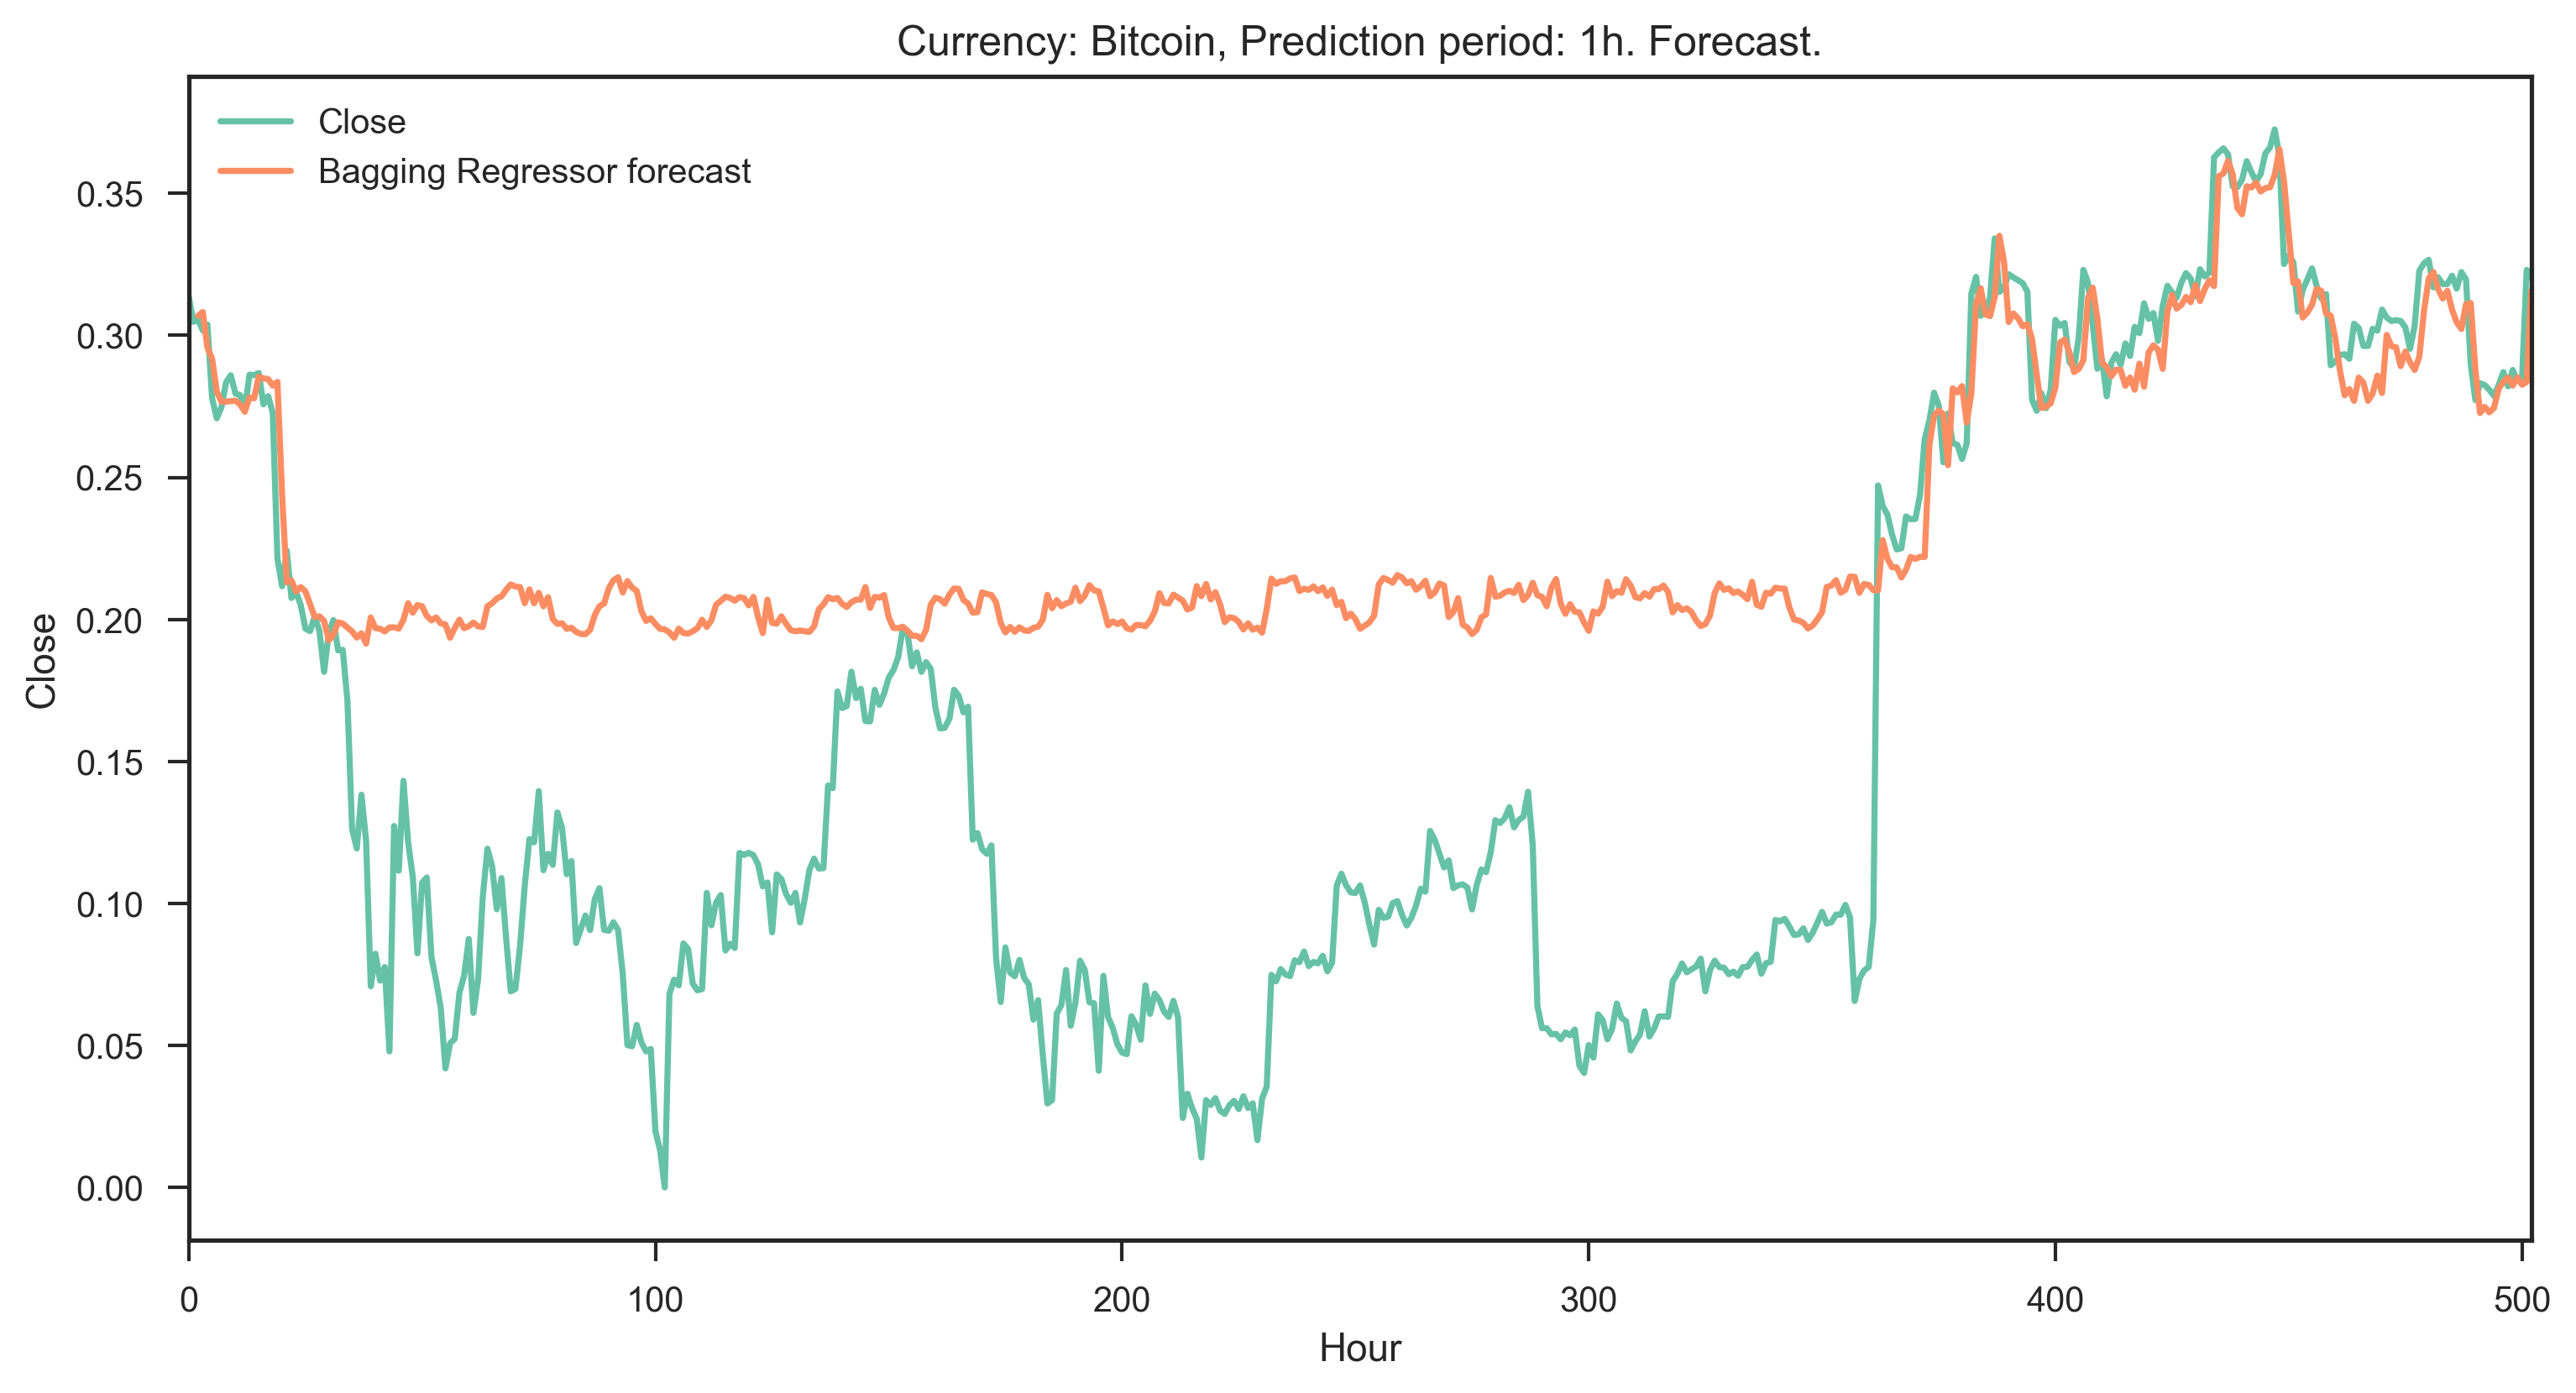 Currency: Bitcoin, Prediction period: 1h. Forecast.
Close
Bagging Regressor forecast
0.35
0.30
0.25
0.20
0.15
0.10
0.05
0.00
Close
0 100 200 300 400 500
Hour